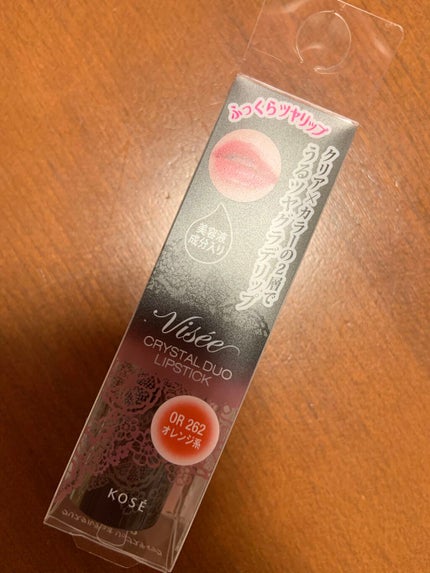 ふっくらツヤリップ
クリア×カラーの2層で
うるツヤグラデリップ
美容液
成分入り
Visée
CRYSTAL DUO
LIPSTICK
OR 262
オレンジ系
KOSÉ